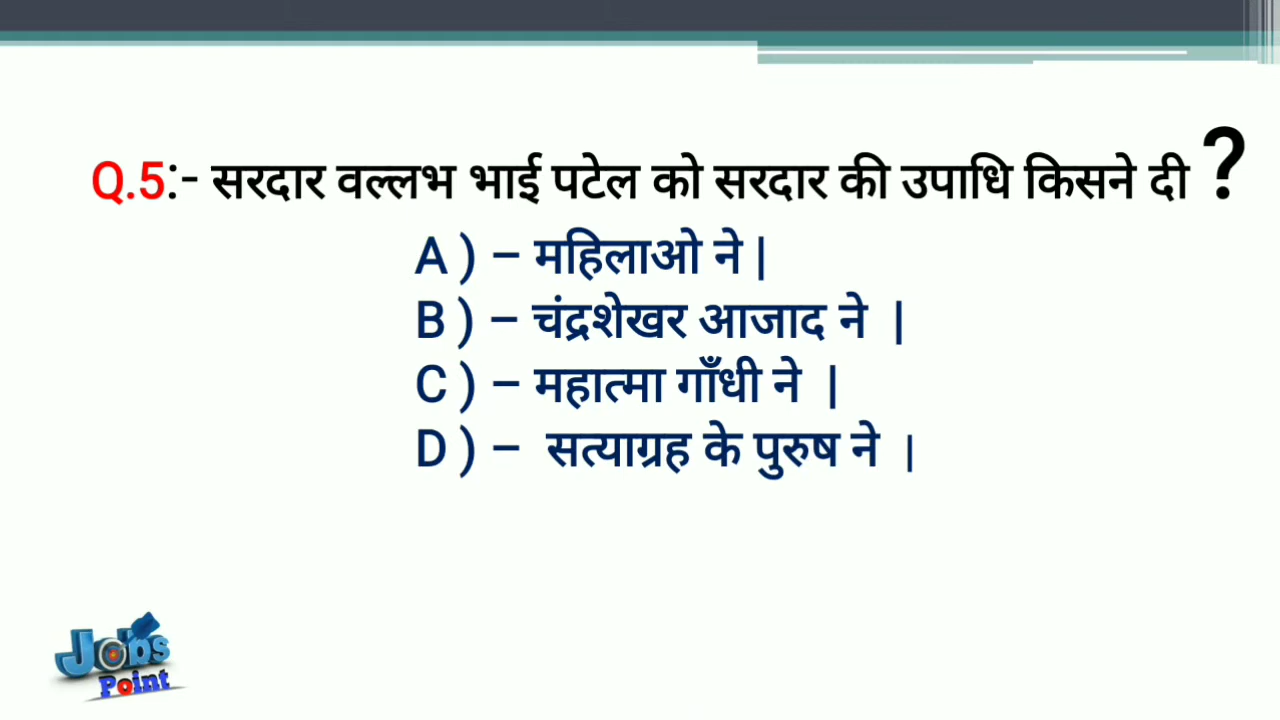 Q.5:- सरदार वल्लभ भाई पटेल को सरदार की उपाधि किसने दी ?
A ) – महिलाओ ने |
B ) – चंद्रशेखर आजाद ने |
C ) – महात्मा गाँधी ने |
D ) – सत्याग्रह के पुरुष ने |
Jobs
Point